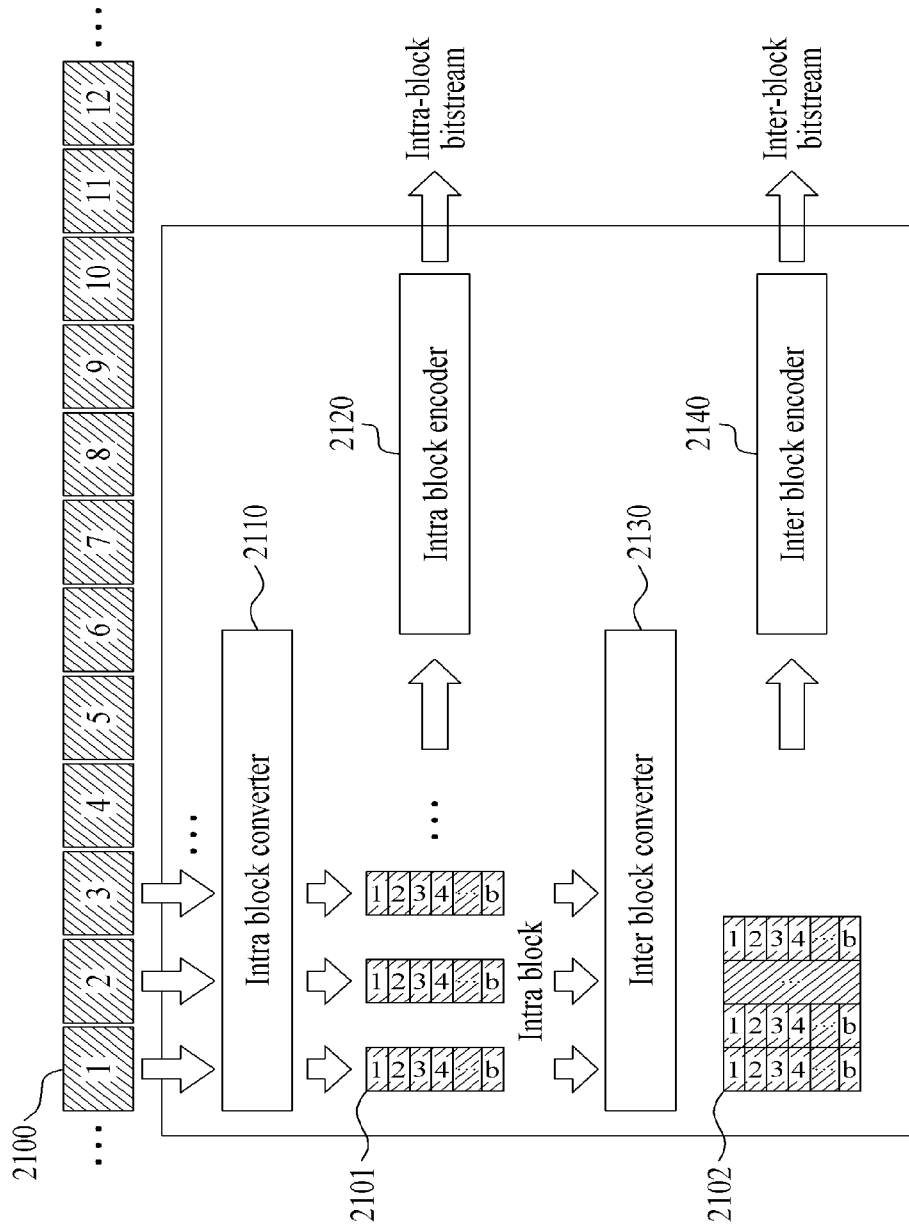 2100
... 1 2 3 4 5 6 7 8 9 10 11 12 ...
...
Intra block converter
2110
2101
1 2 3 4 ... b
1 2 3 4 ... b
1 2 3 4 ... b
...
Intra block
2120
Intra block encoder
Intra-block
bitstream
Inter block converter
2130
2102
1 2 3 4 ... b
1 2 3 4 ... b
...
1 2 3 4 ... b
2140
Inter block encoder
Inter-block
bitstream